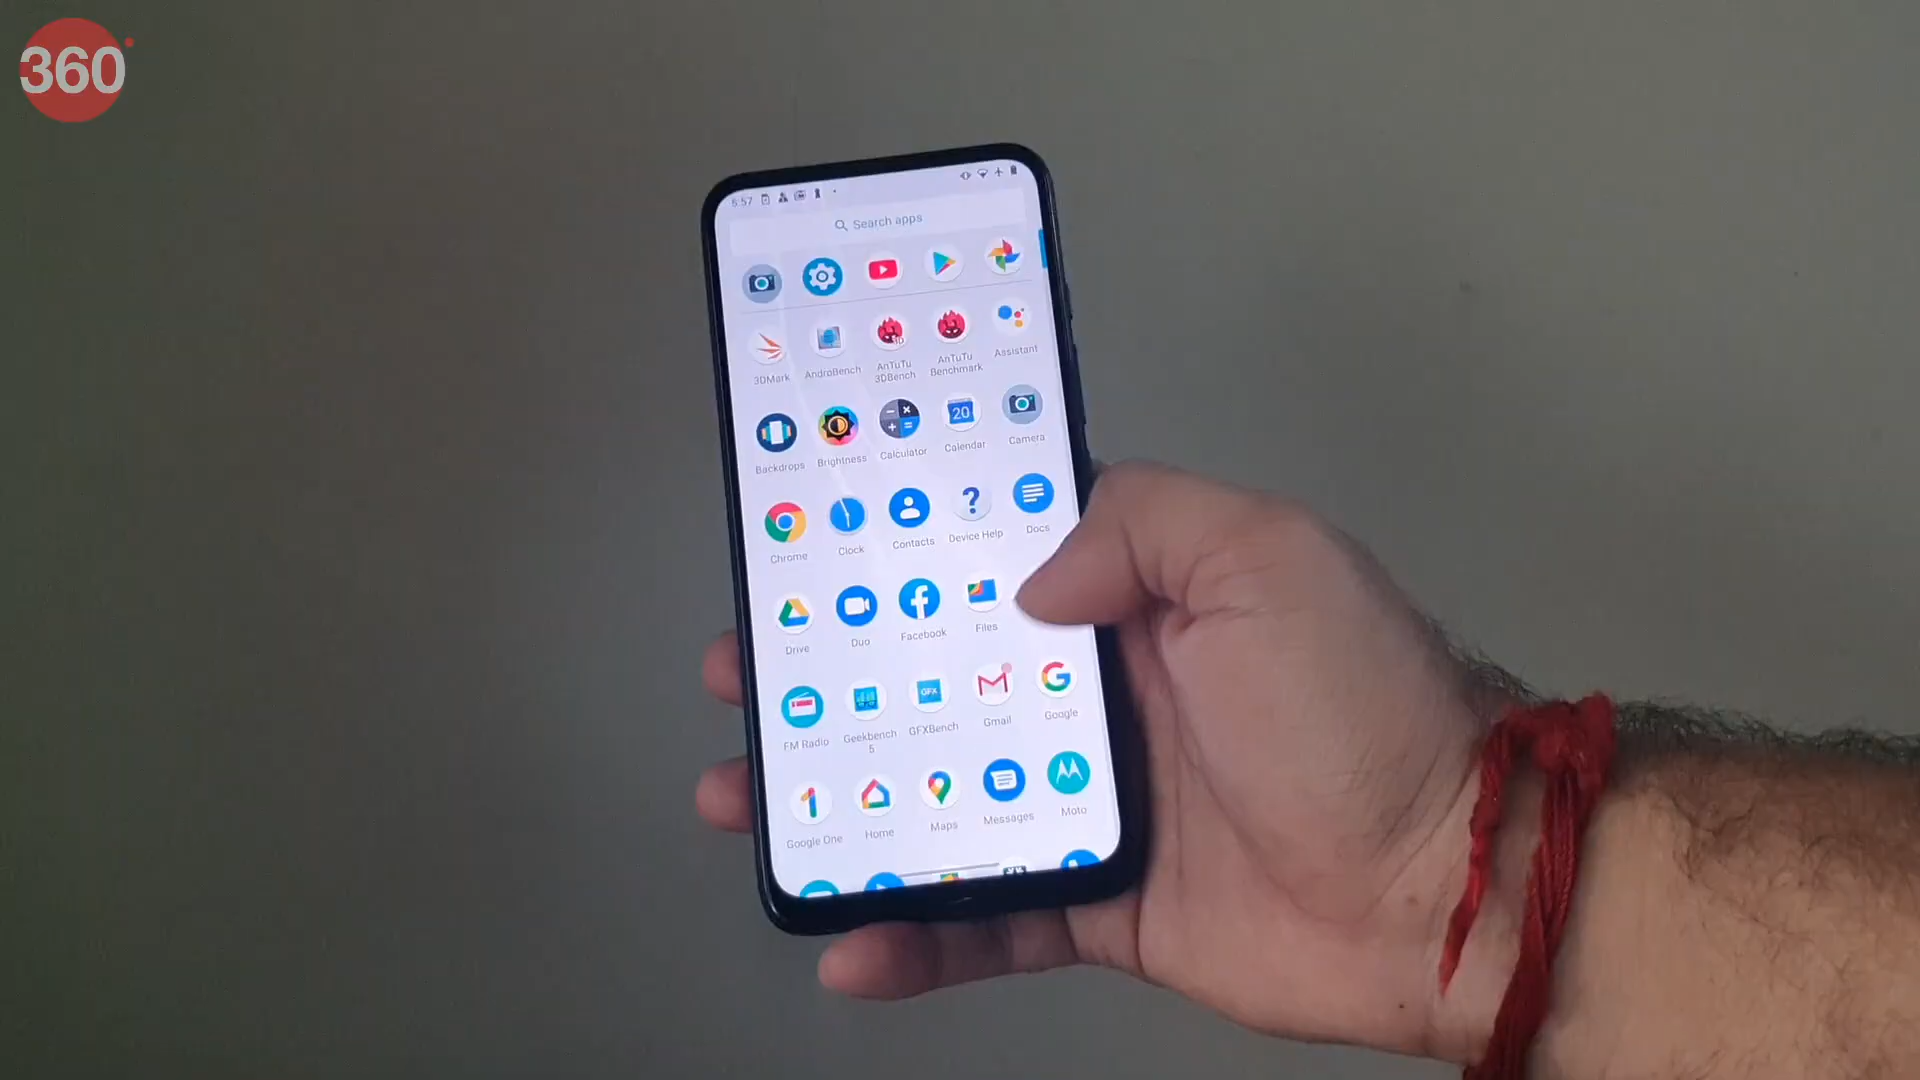 360
5:57
Search apps
3DMark
AndroBench
AnTuTu
3DBench
AnTuTu
Benchmark
Assistant
Backdrops
Brightness
Calculator
20
Calendar
Camera
Chrome
Clock
Contacts
?
Device Help
Docs
Drive
Duo
Facebook
Files
FM Radio
Geekbench
5
GFX
GFXBench
Gmail
Google
Google One
Home
Maps
Messages
Moto